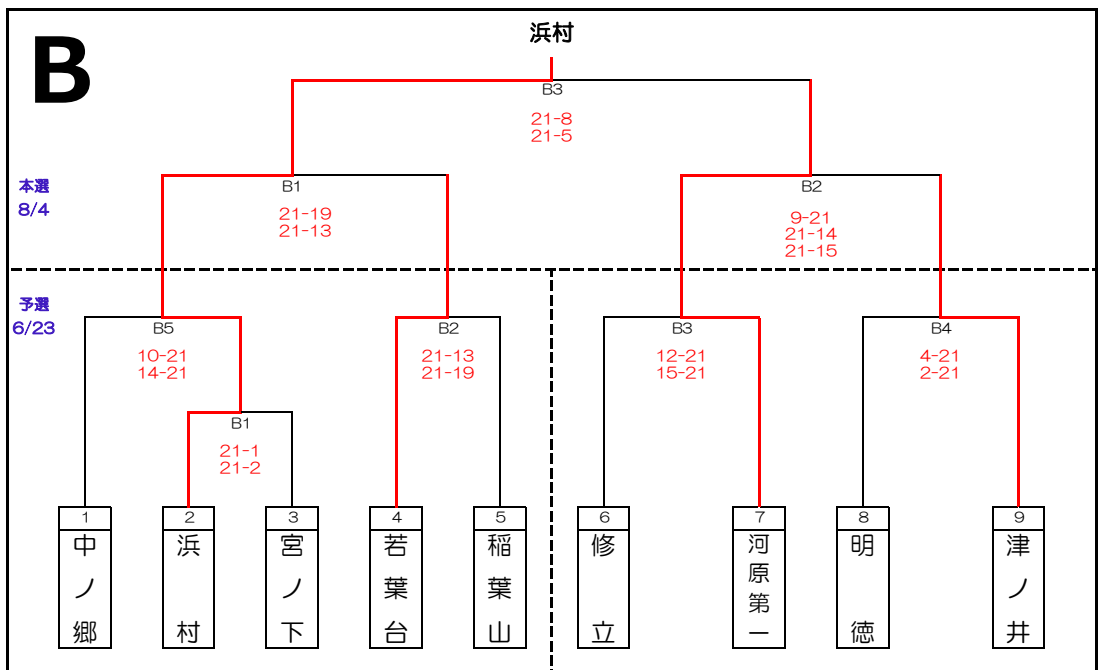 B
浜村
B3
21-8
21-5
本選
8/4
B1
21-19
21-13
B2
9-21
21-14
21-15
予選
6/23
B5
10-21
14-21
B2
21-13
21-19
B3
12-21
15-21
B4
4-21
2-21
B1
21-1
21-2
1
中ノ郷
2
浜村
3
宮ノ下
4
若葉台
5
稲葉山
6
修立
7
河原第一
8
明徳
9
津ノ井